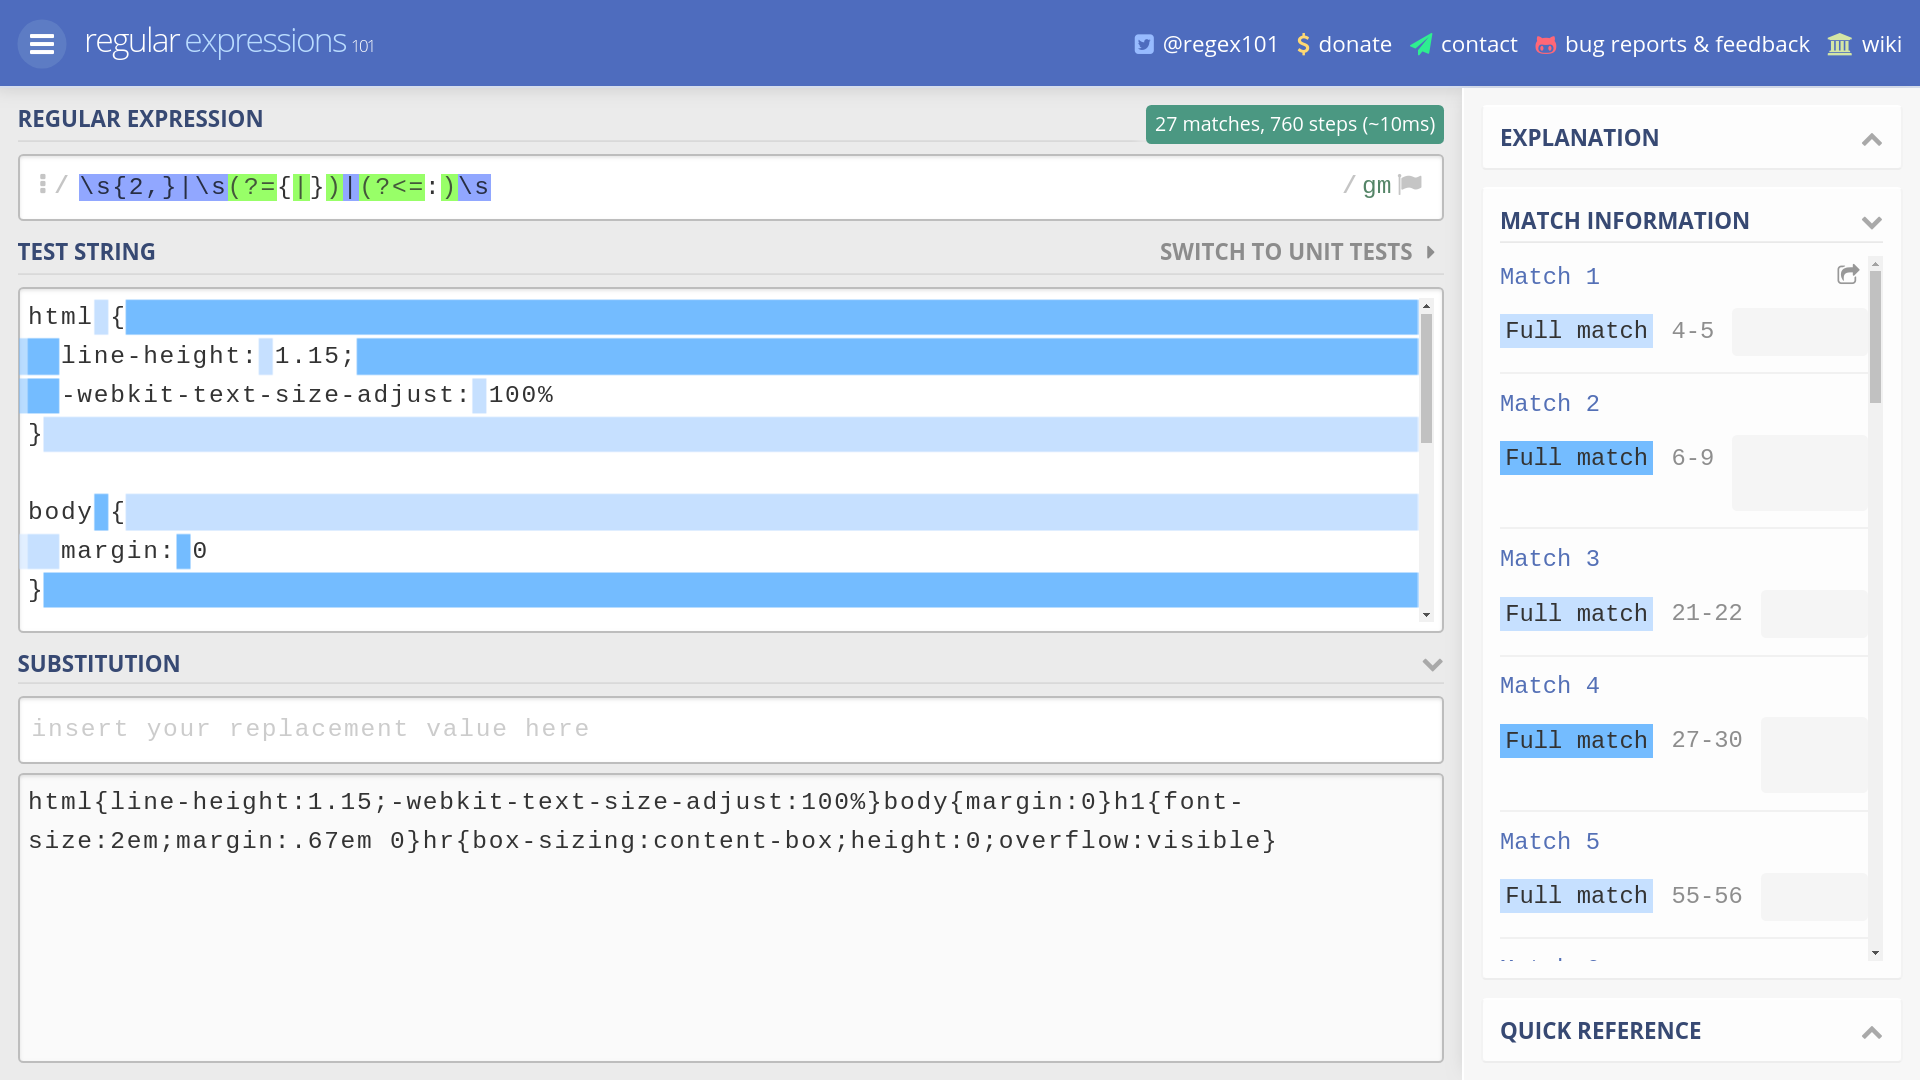 regular expressions 101
@regex101 donate contact bug reports & feedback wiki
REGULAR EXPRESSION
27 matches, 760 steps (~10ms)
/ \s{2,}|\s(?={|})|(?<=:)\s / gm
TEST STRING
SWITCH TO UNIT TESTS
html {
  line-height: 1.15;
  -webkit-text-size-adjust: 100%
}
body {
  margin: 0
}
SUBSTITUTION
insert your replacement value here
html{line-height:1.15;-webkit-text-size-adjust:100%}body{margin:0}h1{font-
size:2em;margin:.67em 0}hr{box-sizing:content-box;height:0;overflow:visible}
EXPLANATION
MATCH INFORMATION
Match 1
Full match 4-5
Match 2
Full match 6-9
Match 3
Full match 21-22
Match 4
Full match 27-30
Match 5
Full match 55-56
QUICK REFERENCE